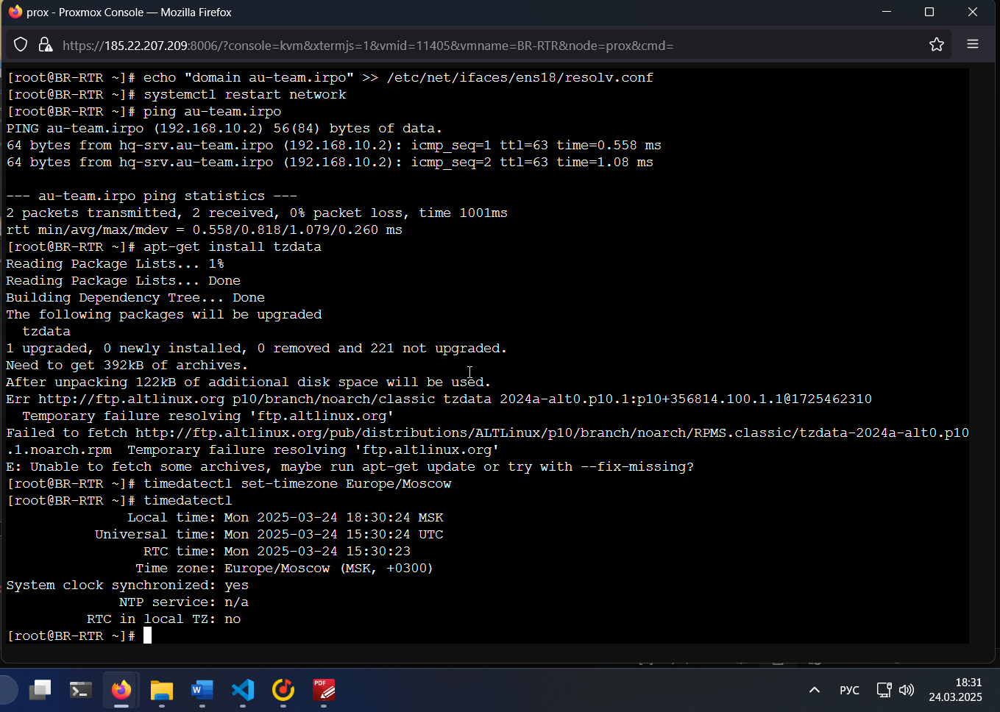 prox - Proxmox Console — Mozilla Firefox
https://185.22.207.209:8006/?console=kvm&xtermjs=1&vmid=11405&vmname=BR-RTR&node=prox&cmd=
[root@BR-RTR ~]# echo "domain au-team.irpo" >> /etc/net/ifaces/ens18/resolv.conf
[root@BR-RTR ~]# systemctl restart network
[root@BR-RTR ~]# ping au-team.irpo
PING au-team.irpo (192.168.10.2) 56(84) bytes of data.
64 bytes from hq-srv.au-team.irpo (192.168.10.2): icmp_seq=1 ttl=63 time=0.558 ms
64 bytes from hq-srv.au-team.irpo (192.168.10.2): icmp_seq=2 ttl=63 time=1.08 ms
--- au-team.irpo ping statistics ---
2 packets transmitted, 2 received, 0% packet loss, time 1001ms
rtt min/avg/max/mdev = 0.558/0.818/1.079/0.260 ms
[root@BR-RTR ~]# apt-get install tzdata
Reading Package Lists... 1%
Reading Package Lists... Done
Building Dependency Tree... Done
The following packages will be upgraded
  tzdata
1 upgraded, 0 newly installed, 0 removed and 221 not upgraded.
Need to get 392kB of archives.
After unpacking 122kB of additional disk space will be used.
Err http://ftp.altlinux.org p10/branch/noarch/classic tzdata 2024a-alt0.p10.1:p10+356814.100.1.1@1725462310
  Temporary failure resolving 'ftp.altlinux.org'
Failed to fetch http://ftp.altlinux.org/pub/distributions/ALTLinux/p10/branch/noarch/RPMS.classic/tzdata-2024a-alt0.p10
.1.noarch.rpm  Temporary failure resolving 'ftp.altlinux.org'
E: Unable to fetch some archives, maybe run apt-get update or try with --fix-missing?
[root@BR-RTR ~]# timedatectl set-timezone Europe/Moscow
[root@BR-RTR ~]# timedatectl
Local time: Mon 2025-03-24 18:30:24 MSK
Universal time: Mon 2025-03-24 15:30:24 UTC
RTC time: Mon 2025-03-24 15:30:23
Time zone: Europe/Moscow (MSK, +0300)
System clock synchronized: yes
NTP service: n/a
RTC in local TZ: no
[root@BR-RTR ~]#
W
PDF
РУС
18:31
24.03.2025